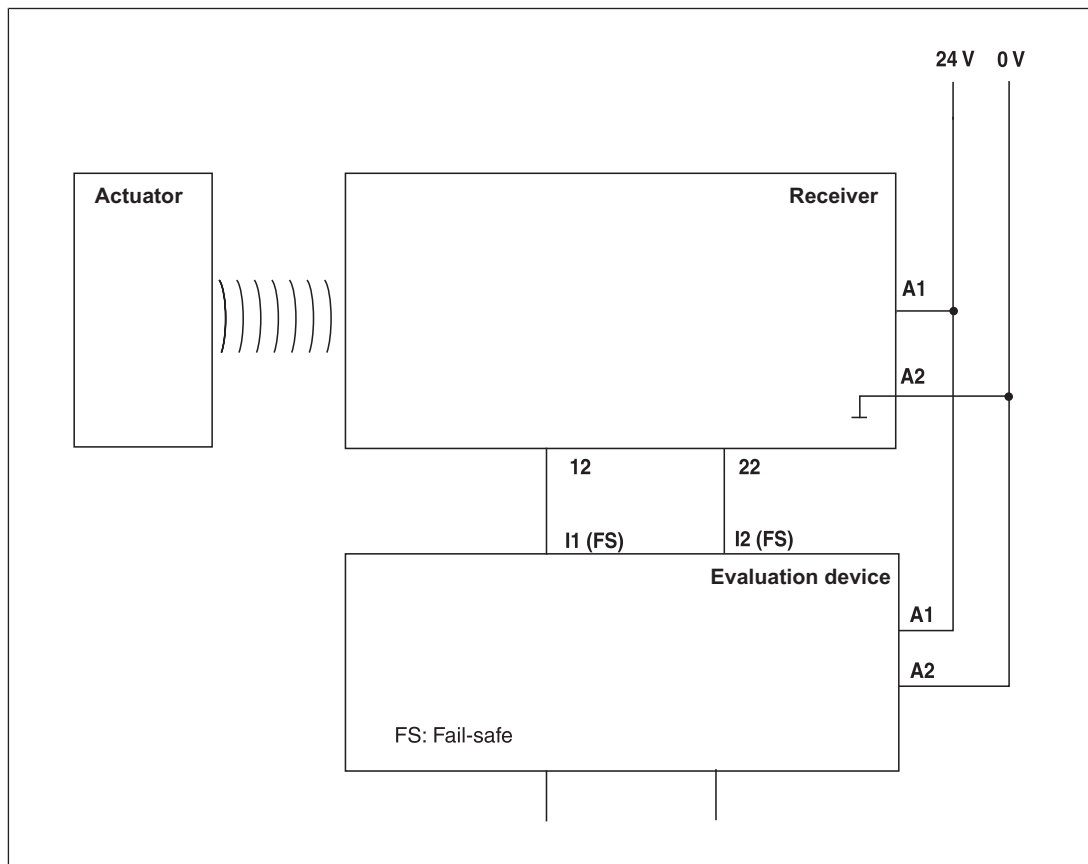 24 V 0 V
Actuator
Receiver
A1
A2
12 22
I1 (FS) I2 (FS)
Evaluation device
A1
A2
FS: Fail-safe